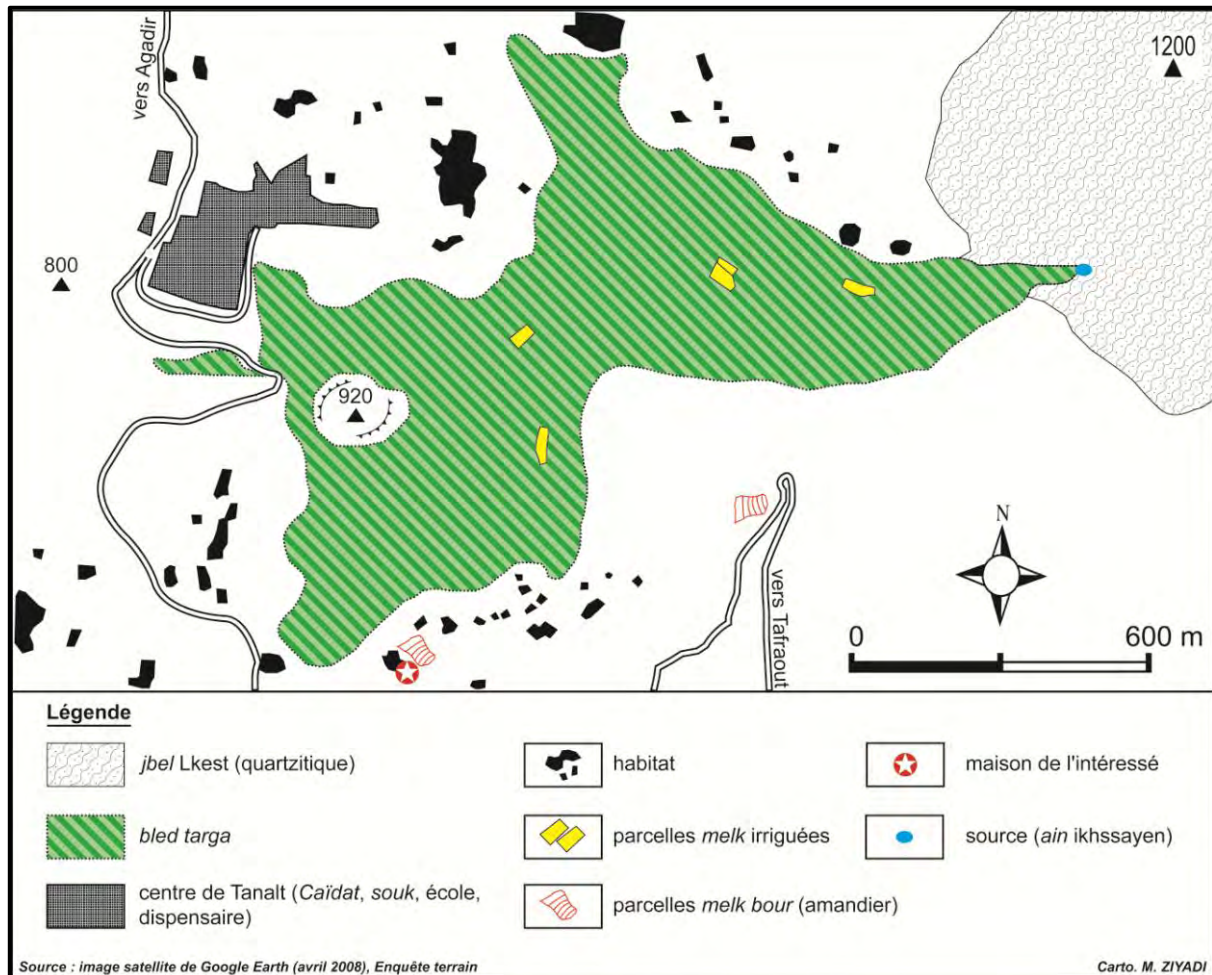 vers Agadir
1200
800
920
N
vers Tafraout
0 600 m
Légende
jbel Lkest (quartzitique)
bled targa
centre de Tanalt (Caïdat, souk, école,
dispensaire)
habitat
parcelles melk irriguées
parcelles melk bour (amandier)
maison de l'intéressé
source (ain ikhssayen)
Source : image satellite de Google Earth (avril 2008), Enquête terrain
Carto. M. ZIYADI